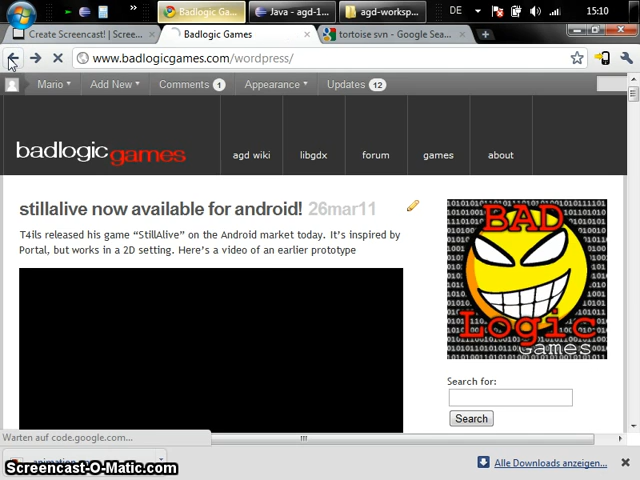 Badlogic Ga...
Java - agd-1...
agd-worksp...
DE
15:10
Create Screencast! | Scree...
Badlogic Games
tortoise svn - Google Sea...
www.badlogicgames.com/wordpress/
Mario
Add New
Comments 1
Appearance
Updates 12
badlogicgames
agd wiki
libgdx
forum
games
about
stillalive now available for android! 26mar11
T4ils released his game “StillAlive” on the Android market today. It's inspired by
Portal, but works in a 2D setting. Here's a video of an earlier prototype
BAD
Logic
Games
Search for:
Search
Warten auf code.google.com...
Alle Downloads anzeigen...
Screencast-O-Matic.com